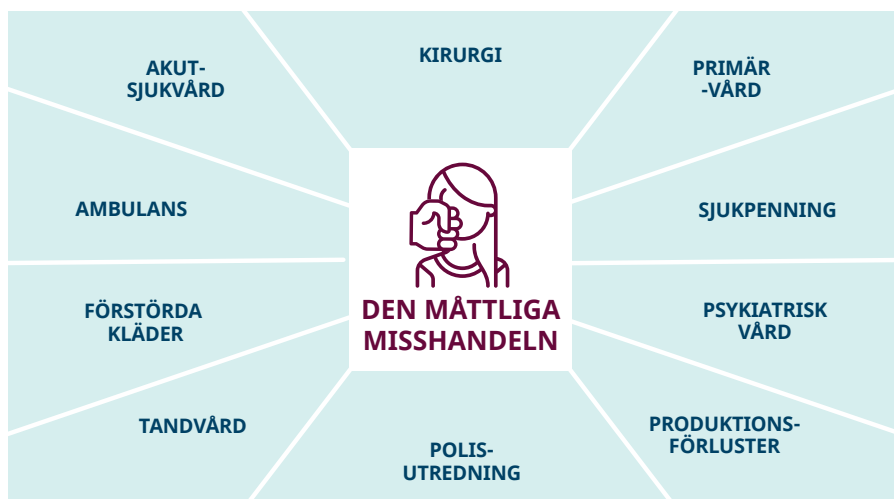 KIRURGI
AKUT-
SJUKVÅRD
PRIMÄR
-VÅRD
AMBULANS
SJUKPENNING
FÖRSTÖRDA
KLÄDER
DEN MÅTTLIGA
MISSHANDELN
PSYKIATRISK
VÅRD
TANDVÅRD
POLIS-
UTREDNING
PRODUKTIONS-
FÖRLUSTER